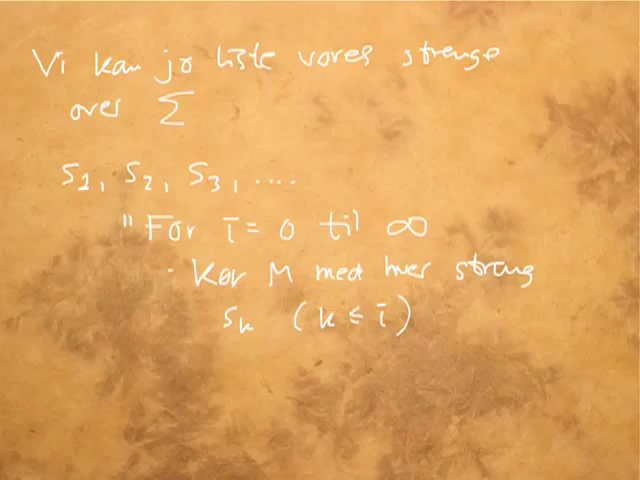 Vi kan jo liste vores strenge
over Σ
S1, S2, S3, ....
"For i = 0 til ∞
· Kør M med hver streng
Sk (k ≤ i)